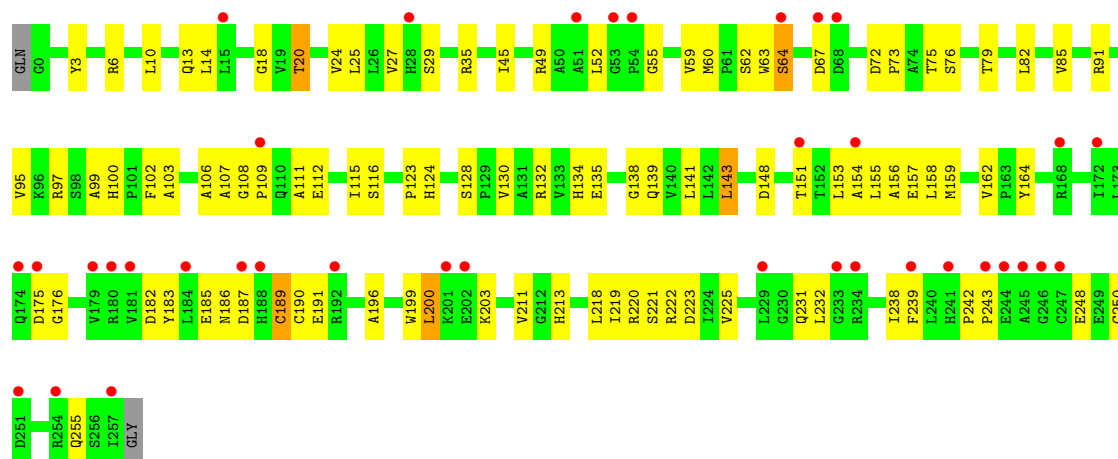 GLN G0 Y3 R6 L10 Q13 L14 L15 G18 V19 T20 V24 L25 L26 V27 H28 S29 R35 I45 R49 A50 A51 L52 G53 P54 G55 V59 M60 P61 S62 W63 S64 D67 D68 D72 P73 A74 T75 S76 T79 L82 V85 R91
V95 K96 R97 S98 A99 H100 P101 F102 A103 A106 A107 G108 P109 Q110 A111 E112 I115 S116 P123 H124 S128 P129 V130 A131 R132 V133 H134 E135 G138 Q139 V140 L141 L142 L143 D148 T151 T152 L153 A154 L155 A156 E157 L158 M159 V162 P163 Y164 R168 I172
Q174 D175 G176 V179 R180 V181 D182 Y183 L184 E185 N186 D187 H188 C189 C190 E191 R192 A196 W199 L200 K201 E202 K203 V211 G212 H213 L218 I219 R220 S221 R222 D223 I224 V225 L229 G230 Q231 L232 G233 R234 I238 F239 L240 H241 P242 P243 E244 A245 G246 C247 E248 E249
D251 R254 Q255 S256 I257 GLY